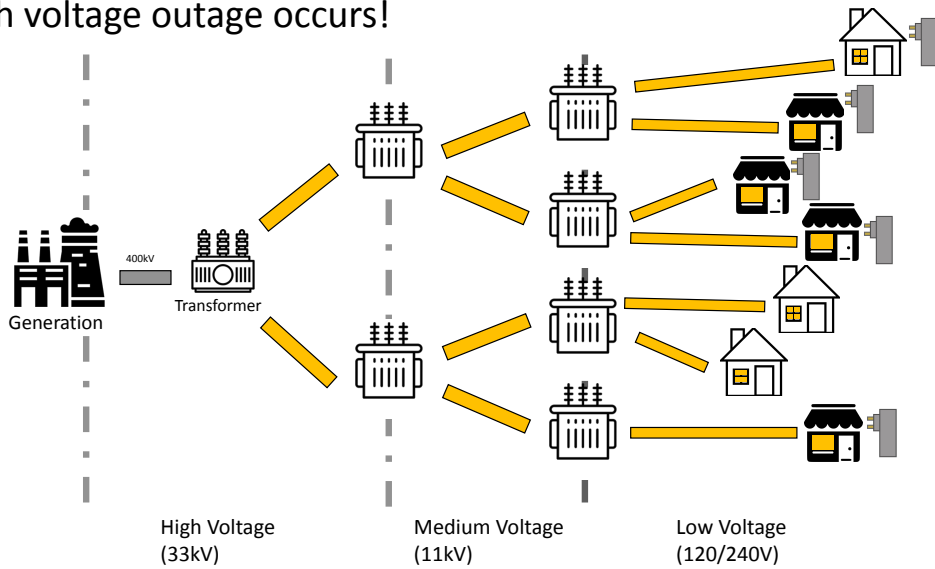 h voltage outage occurs!
400kV
Transformer
Generation
High Voltage
(33kV)
Medium Voltage
(11kV)
Low Voltage
(120/240V)